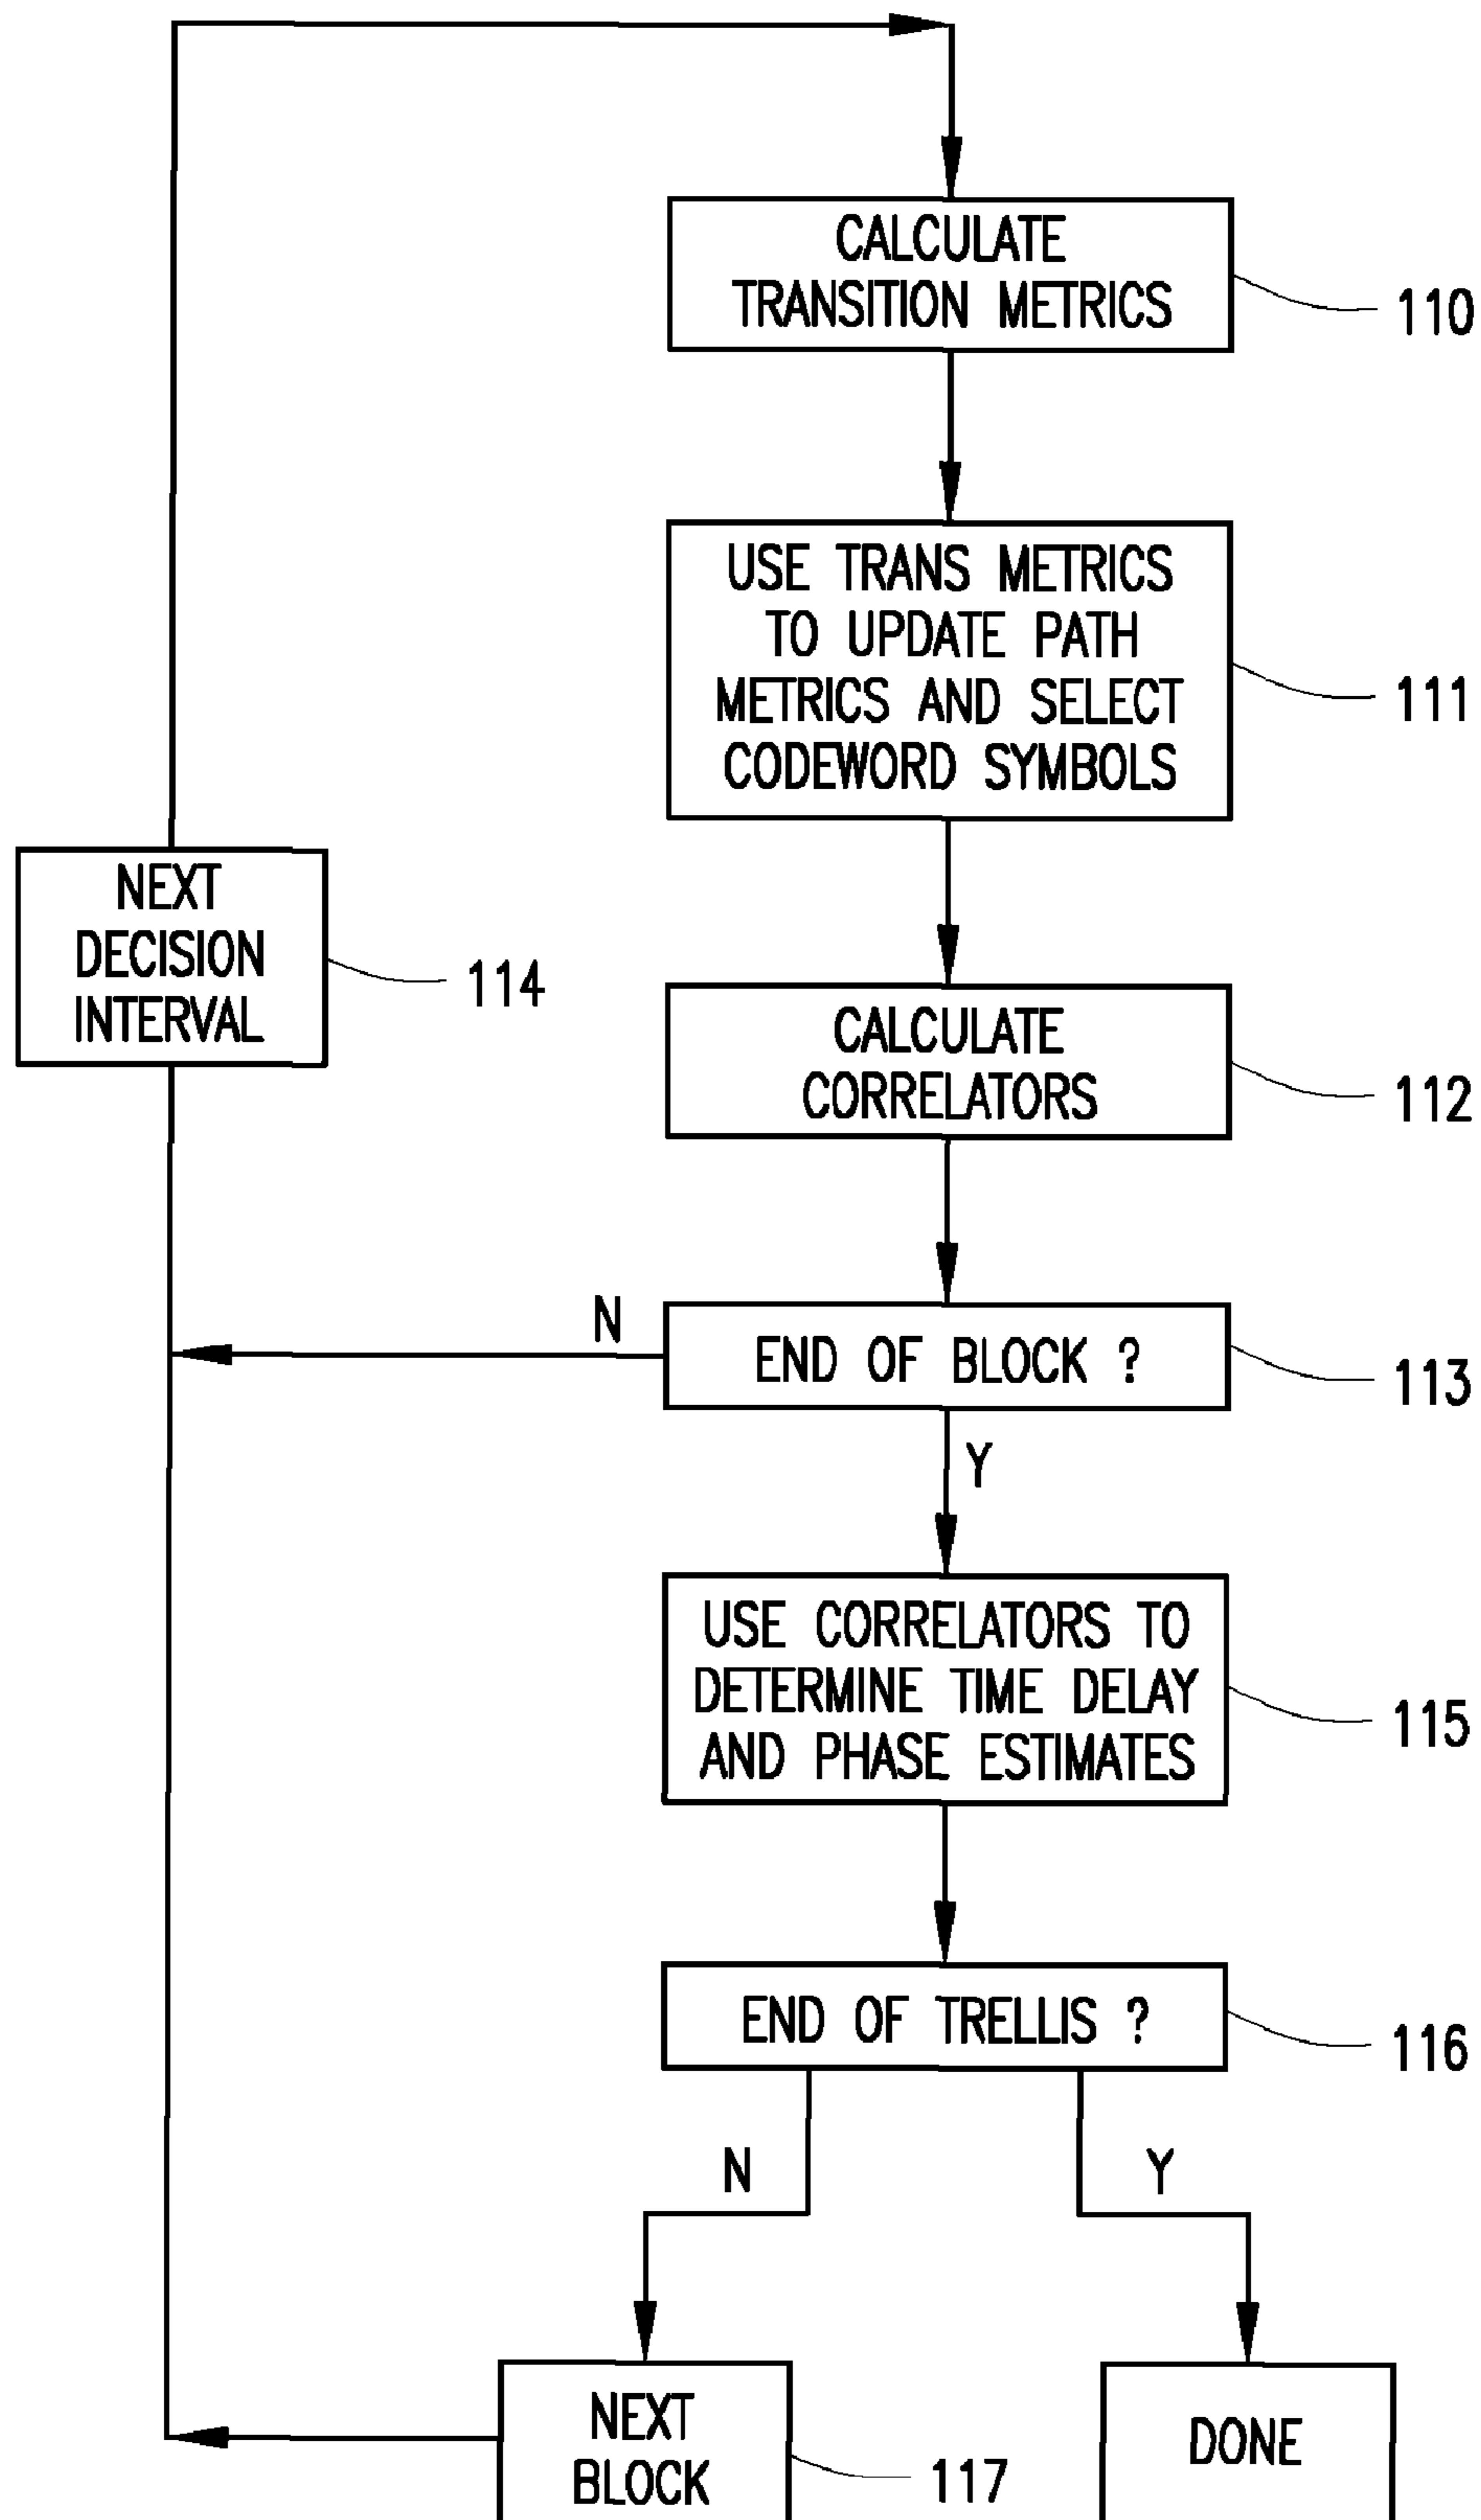 CALCULATE
TRANSITION METRICS
110
USE TRANS METRICS
TO UPDATE PATH
METRICS AND SELECT
CODEWORD SYMBOLS
111
NEXT
DECISION
INTERVAL
114
CALCULATE
CORRELATORS
112
N
END OF BLOCK ?
113
Y
USE CORRELATORS TO
DETERMINE TIME DELAY
AND PHASE ESTIMATES
115
END OF TRELLIS ?
116
N
Y
NEXT
BLOCK
117
DONE